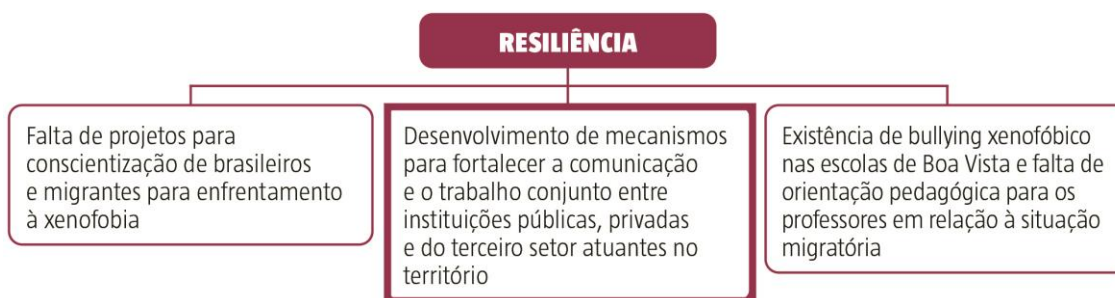 RESILIÊNCIA
Falta de projetos para
conscientização de brasileiros
e migrantes para enfrentamento
à xenofobia
Desenvolvimento de mecanismos
para fortalecer a comunicação
e o trabalho conjunto entre
instituições públicas, privadas
e do terceiro setor atuantes no
território
Existência de bullying xenofóbico
nas escolas de Boa Vista e falta de
orientação pedagógica para os
professores em relação à situação
migratória